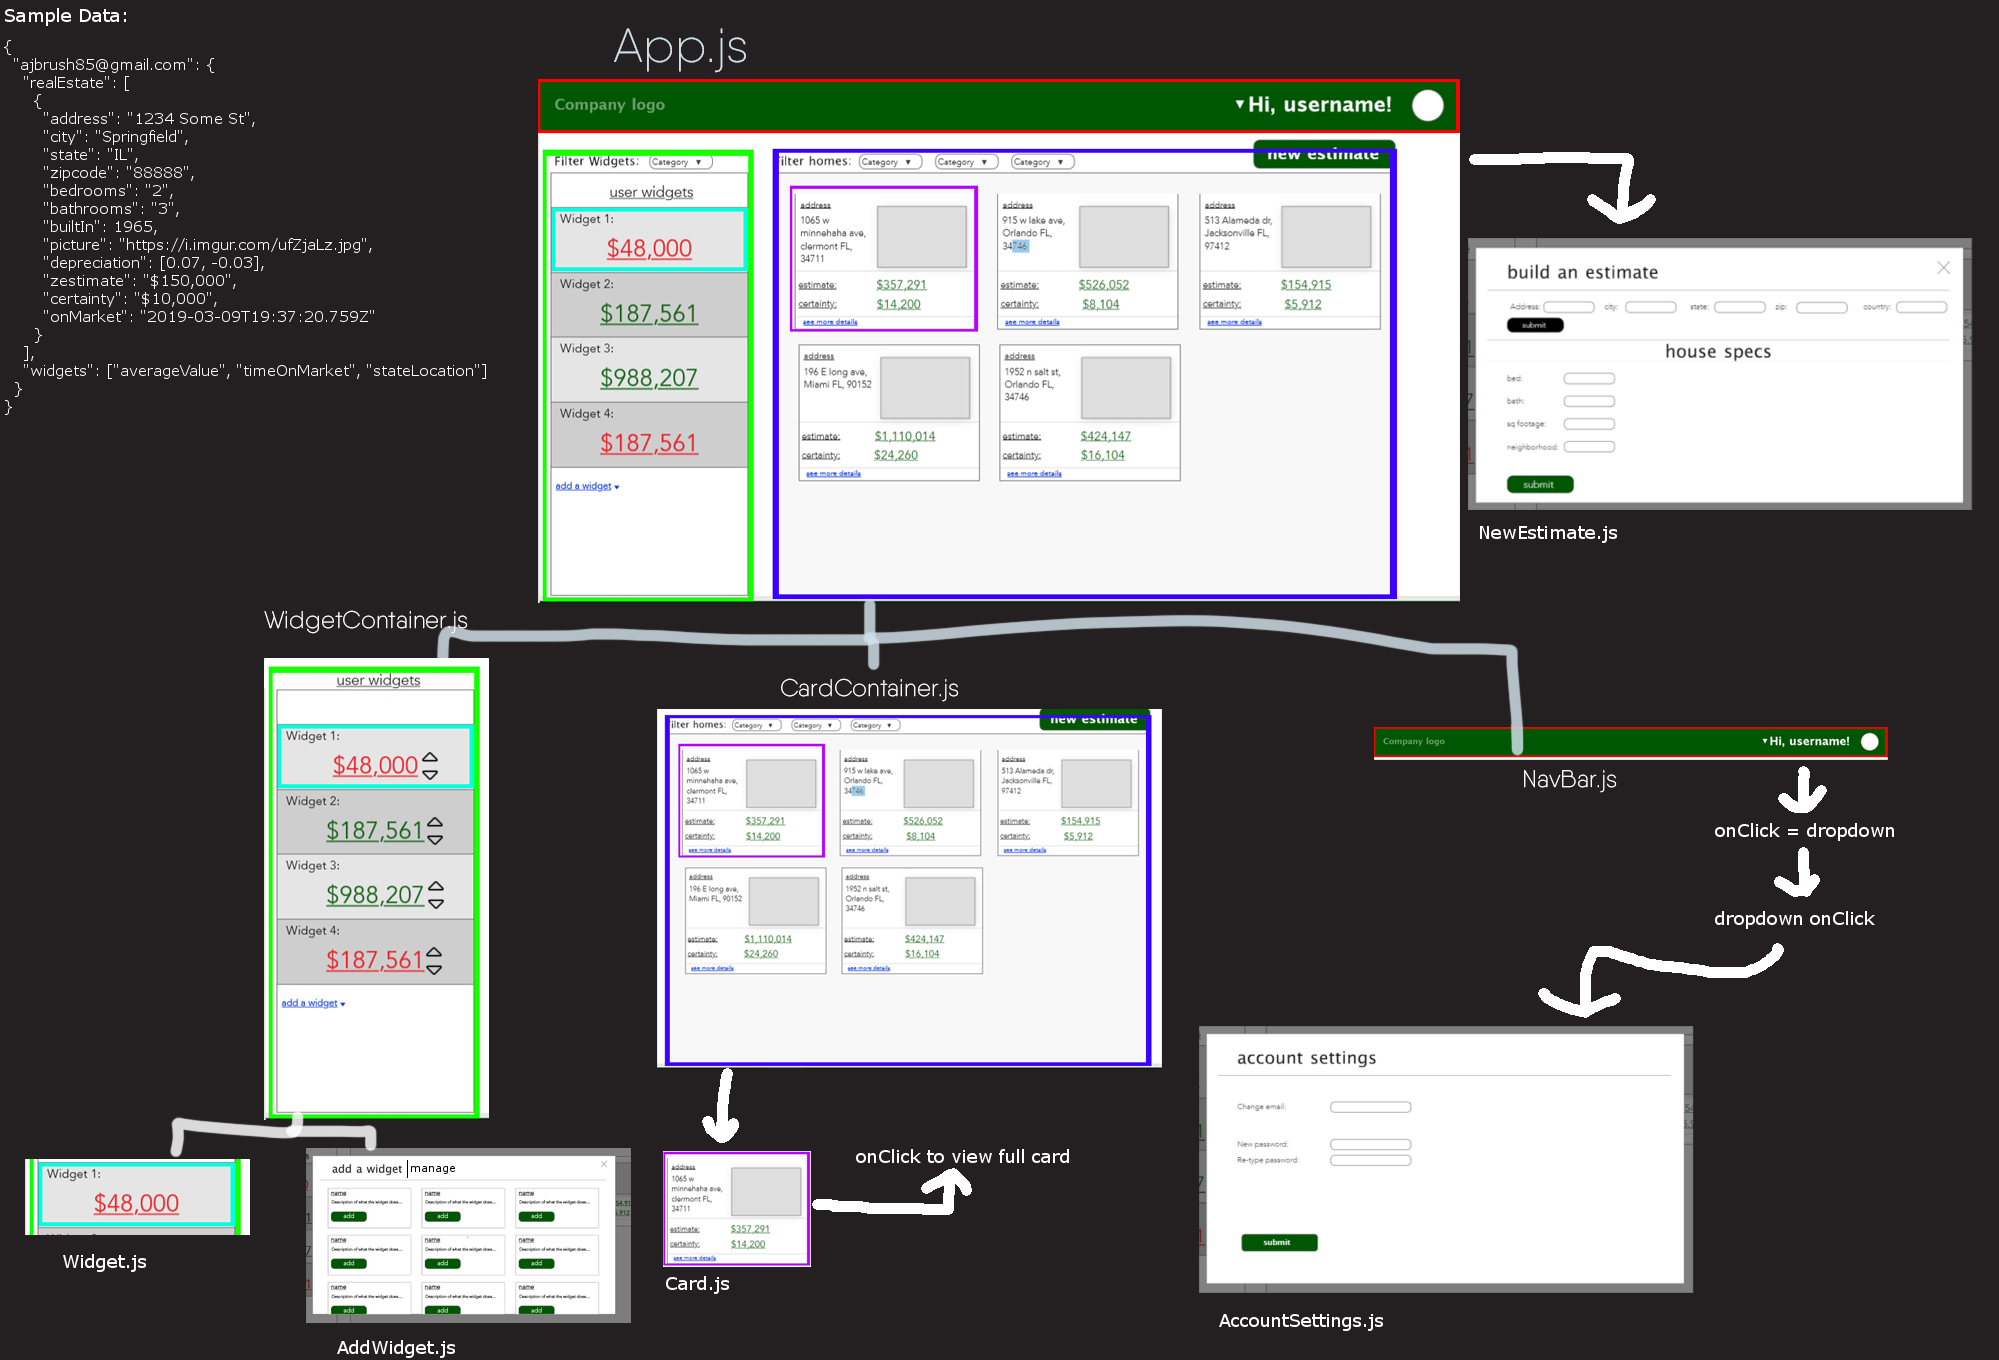 Sample Data:
{
"ajbrush85@gmail.com": {
"realEstate": [
{
"address": "1234 Some St",
"city": "Springfield",
"state": "IL",
"zipcode": "88888",
"bedrooms": "2",
"bathrooms": "3",
"builtIn": 1965,
"picture": "https://i.imgur.com/ufZjaLz.jpg",
"depreciation": [0.07, -0.03],
"zestimate": "$150,000",
"certainty": "$10,000",
"onMarket": "2019-03-09T19:37:20.759Z"
}
],
"widgets": ["averageValue", "timeOnMarket", "stateLocation"]
}
}
App.js
Company logo
▾Hi, username!
Filter Widgets: Category ▾
user widgets
Widget 1:
$48,000
Widget 2:
$187,561
Widget 3:
$988,207
Widget 4:
$187,561
add a widget ▾
Filter homes: Category ▾ Category ▾ Category ▾
new estimate
address
1065 w
minnehaha ave,
clermont FL,
34711
estimate: $357,291
certainty: $14,200
see more details
address
915 w lake ave,
Orlando FL,
34746
estimate: $526,052
certainty: $8,104
see more details
address
513 Alameda dr,
Jacksonville FL,
97412
estimate: $154,915
certainty: $5,912
see more details
address
196 E long ave,
Miami FL, 90152
estimate: $1,110,014
certainty: $24,260
see more details
address
1952 n salt st,
Orlando FL,
34746
estimate: $424,147
certainty: $16,104
see more details
build an estimate
Address: city: state: zip: country:
submit
house specs
bed:
bath:
sq footage:
neighborhood:
submit
NewEstimate.js
WidgetContainer.js
user widgets
Widget 1:
$48,000
Widget 2:
$187,561
Widget 3:
$988,207
Widget 4:
$187,561
add a widget ▾
CardContainer.js
filter homes: Category ▾ Category ▾ Category ▾
new estimate
address
1065 w
minnehaha ave,
clermont FL,
34711
estimate: $357,291
certainty: $14,200
see more details
address
915 w lake ave,
Orlando FL,
34746
estimate: $526,052
certainty: $8,104
see more details
address
513 Alameda dr,
Jacksonville FL,
97412
estimate: $154,915
certainty: $5,912
see more details
address
196 E long ave,
Miami FL, 90152
estimate: $1,110,014
certainty: $24,260
see more details
address
1952 n salt st,
Orlando FL,
34746
estimate: $424,147
certainty: $16,104
see more details
Company logo
▾Hi, username!
NavBar.js
onClick = dropdown
dropdown onClick
account settings
Change email:
New password:
Re-type password:
submit
AccountSettings.js
Widget 1:
$48,000
Widget.js
add a widget manage
name name name
Description of what the widget does... Description of what the widget does... Description of what the widget does...
add add add
name name name
Description of what the widget does... Description of what the widget does... Description of what the widget does...
add add add
name name name
Description of what the widget does... Description of what the widget does... Description of what the widget does...
add add add
AddWidget.js
address
1065 w
minnehaha ave,
clermont FL,
34711
estimate: $357,291
certainty: $14,200
see more details
Card.js
onClick to view full card